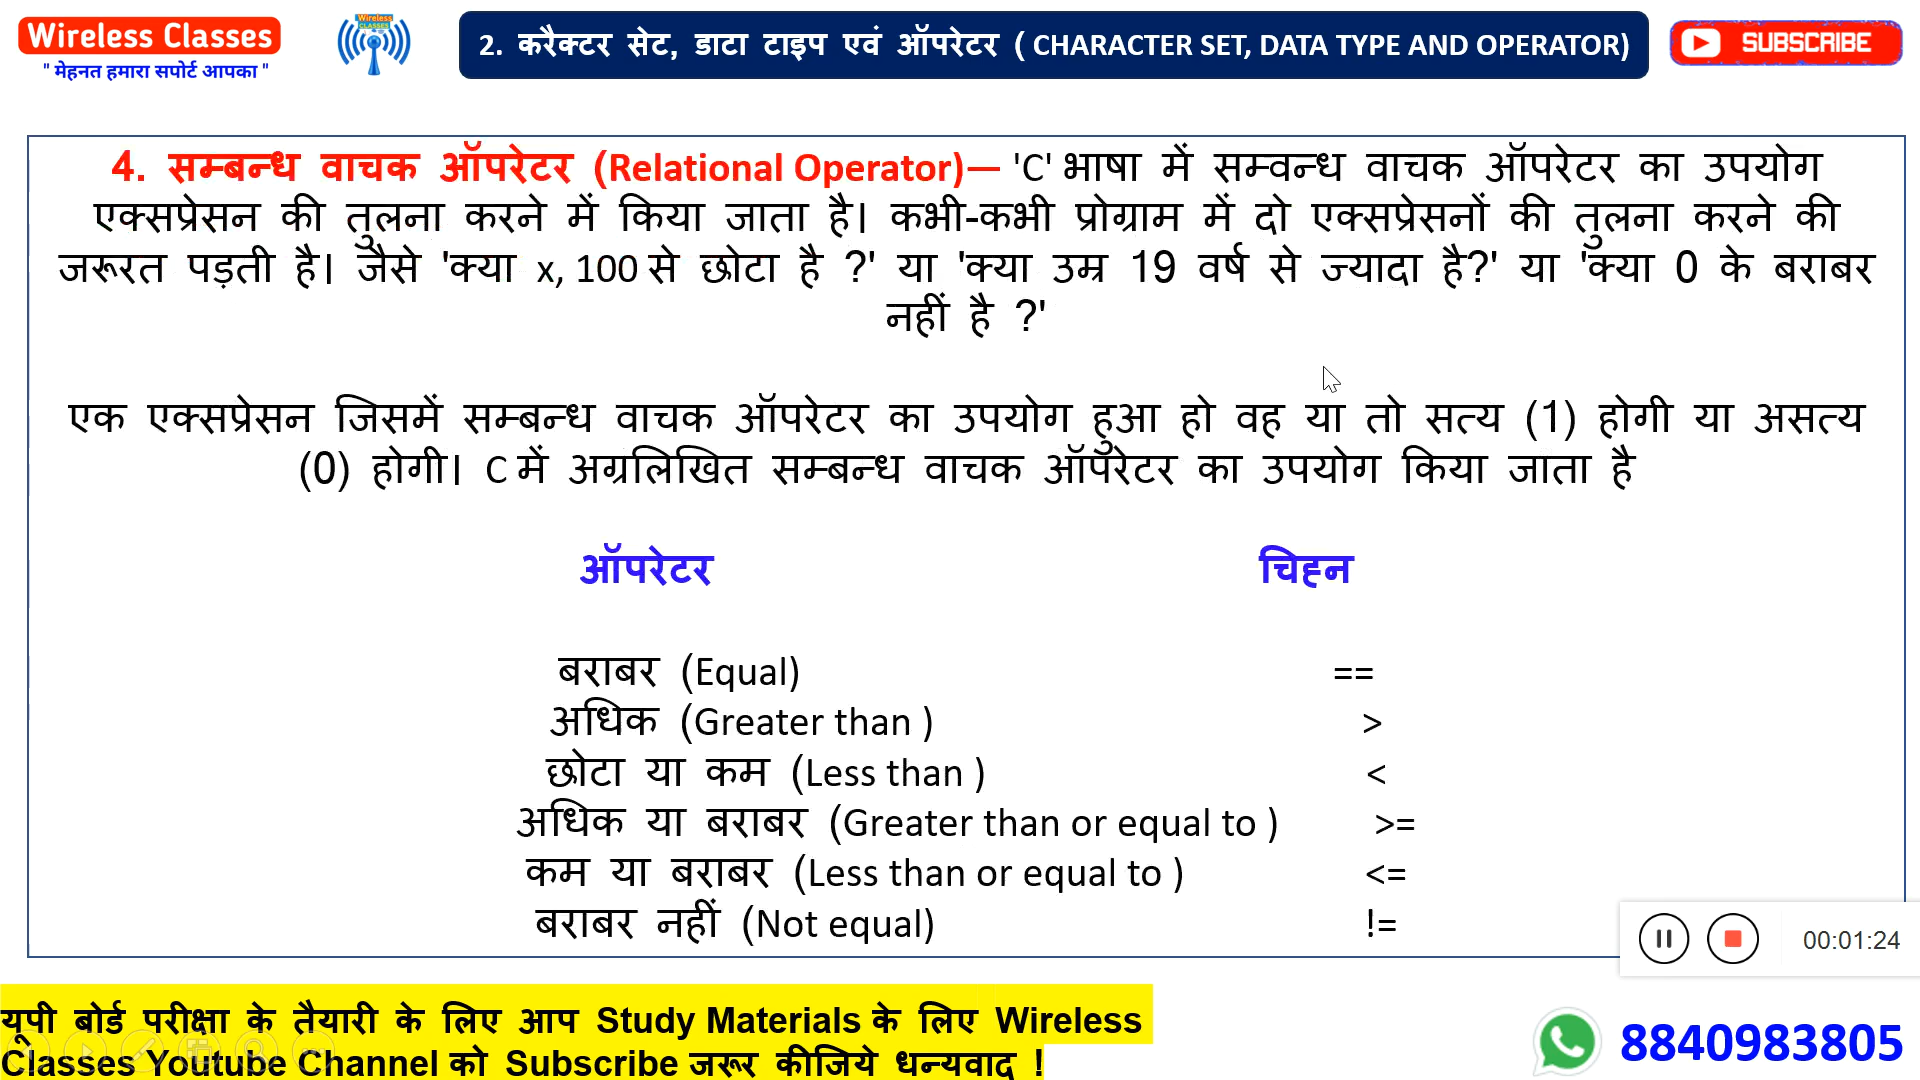 Wireless Classes
" मेहनत हमारा सपोर्ट आपका "
Wireless
CLASSES
2. करैक्टर सेट, डाटा टाइप एवं ऑपरेटर ( CHARACTER SET, DATA TYPE AND OPERATOR)
SUBSCRIBE
4. सम्बन्ध वाचक ऑपरेटर (Relational Operator)— 'C' भाषा में सम्वन्ध वाचक ऑपरेटर का उपयोग
एक्सप्रेसन की तुलना करने में किया जाता है। कभी-कभी प्रोग्राम में दो एक्सप्रेसनों की तुलना करने की
जरूरत पड़ती है। जैसे 'क्या x, 100 से छोटा है ?' या 'क्या उम्र 19 वर्ष से ज्यादा है?' या 'क्या 0 के बराबर
नहीं है ?'
एक एक्सप्रेसन जिसमें सम्बन्ध वाचक ऑपरेटर का उपयोग हुआ हो वह या तो सत्य (1) होगी या असत्य
(0) होगी। C में अग्रलिखित सम्बन्ध वाचक ऑपरेटर का उपयोग किया जाता है
ऑपरेटर चिह्न
बराबर (Equal) ==
अधिक (Greater than ) >
छोटा या कम (Less than ) <
अधिक या बराबर (Greater than or equal to ) >=
कम या बराबर (Less than or equal to ) <=
बराबर नहीं (Not equal) !=
00:01:24
यूपी बोर्ड परीक्षा के तैयारी के लिए आप Study Materials के लिए Wireless
Classes Youtube Channel को Subscribe जरूर कीजिये धन्यवाद !
8840983805